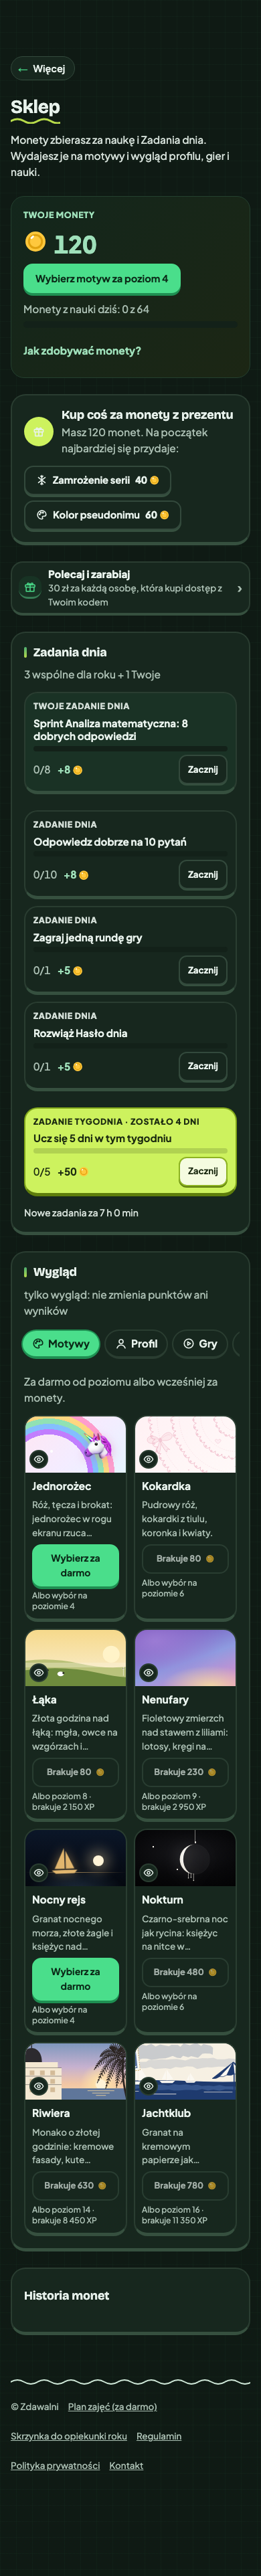 ← Więcej
Sklep
Monety zbierasz za naukę i Zadania dnia.
Wydajesz je na motywy i wygląd profilu, gier i
nauki.
TWOJE MONETY
120
Wybierz motyw za poziom 4
Monety z nauki dziś: 0 z 64
Jak zdobywać monety?
Kup coś za monety z prezentu
Masz 120 monet. Na początek
najbardziej się przydaje:
Zamrożenie serii 40
Kolor pseudonimu 60
Polecaj i zarabiaj
30 zł za każdą osobę, która kupi dostęp z
Twoim kodem
›
Zadania dnia
3 wspólne dla roku + 1 Twoje
TWOJE ZADANIE DNIA
Sprint Analiza matematyczna: 8
dobrych odpowiedzi
0/8 +8 Zacznij
ZADANIE DNIA
Odpowiedz dobrze na 10 pytań
0/10 +8 Zacznij
ZADANIE DNIA
Zagraj jedną rundę gry
0/1 +5 Zacznij
ZADANIE DNIA
Rozwiąż Hasło dnia
0/1 +5 Zacznij
ZADANIE TYGODNIA · ZOSTAŁO 4 DNI
Ucz się 5 dni w tym tygodniu
0/5 +50 Zacznij
Nowe zadania za 7 h 0 min
Wygląd
tylko wygląd: nie zmienia punktów ani
wyników
Motywy Profil Gry
Za darmo od poziomu albo wcześniej za
monety.
Jednorożec
Róż, tęcza i brokat:
jednorożec w rogu
ekranu rzuca…
Wybierz za
darmo
Albo wybór na
poziomie 4
Kokardka
Pudrowy róż,
kokardki z tiulu,
koronka i kwiaty.
Brakuje 80
Albo wybór na
poziomie 6
Łąka
Złota godzina nad
łąką: mgła, owce na
wzgórzach i…
Brakuje 80
Albo poziom 8 ·
brakuje 2 150 XP
Nenufary
Fioletowy zmierzch
nad stawem z liliami:
lotosy, kręgi na…
Brakuje 230
Albo poziom 9 ·
brakuje 2 950 XP
Nocny rejs
Granat nocnego
morza, złote żagle i
księżyc nad…
Wybierz za
darmo
Albo wybór na
poziomie 4
Nokturn
Czarno-srebrna noc
jak rycina: księżyc
na nitce w…
Brakuje 480
Albo wybór na
poziomie 6
Riwiera
Monako o złotej
godzinie: kremowe
fasady, kute…
Brakuje 630
Albo poziom 14 ·
brakuje 8 450 XP
Jachtklub
Granat na
kremowym
papierze jak…
Brakuje 780
Albo poziom 16 ·
brakuje 11 350 XP
Historia monet
© Zdawalni Plan zajęć (za darmo)
Skrzynka do opiekunki roku Regulamin
Polityka prywatności Kontakt